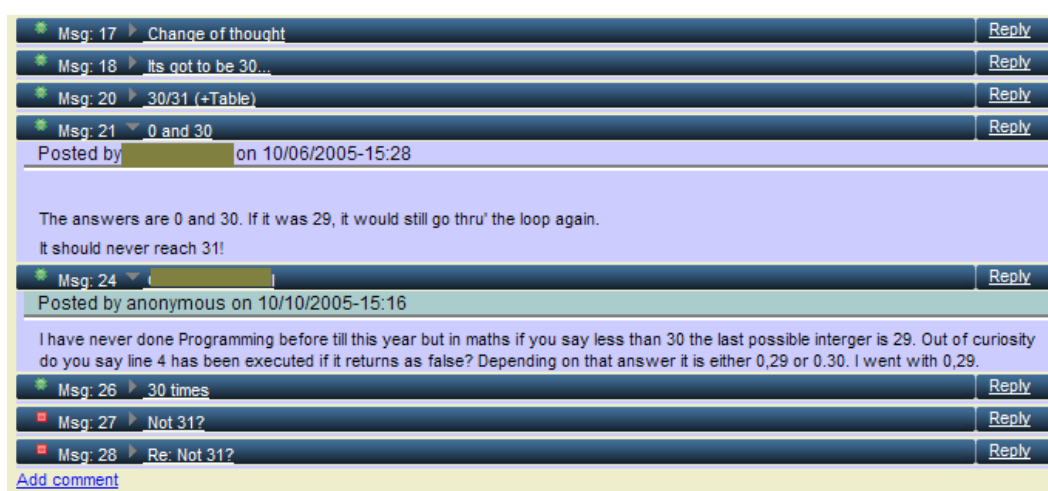 Msg: 17 Change of thought Reply
Msg: 18 Its got to be 30... Reply
Msg: 20 30/31 (+Table) Reply
Msg: 21 0 and 30 Reply
Posted by on 10/06/2005-15:28
The answers are 0 and 30. If it was 29, it would still go thru' the loop again.
It should never reach 31!
Msg: 24 Reply
Posted by anonymous on 10/10/2005-15:16
I have never done Programming before till this year but in maths if you say less than 30 the last possible interger is 29. Out of curiosity
do you say line 4 has been executed if it returns as false? Depending on that answer it is either 0,29 or 0.30. I went with 0,29.
Msg: 26 30 times Reply
Msg: 27 Not 31? Reply
Msg: 28 Re: Not 31? Reply
Add comment